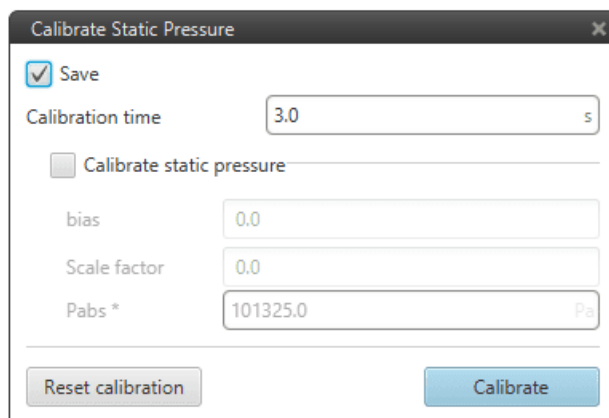 Calibrate Static Pressure
Save
Calibration time 3.0 s
Calibrate static pressure
bias 0.0
Scale factor 0.0
Pabs * 101325.0 Pa
Reset calibration Calibrate